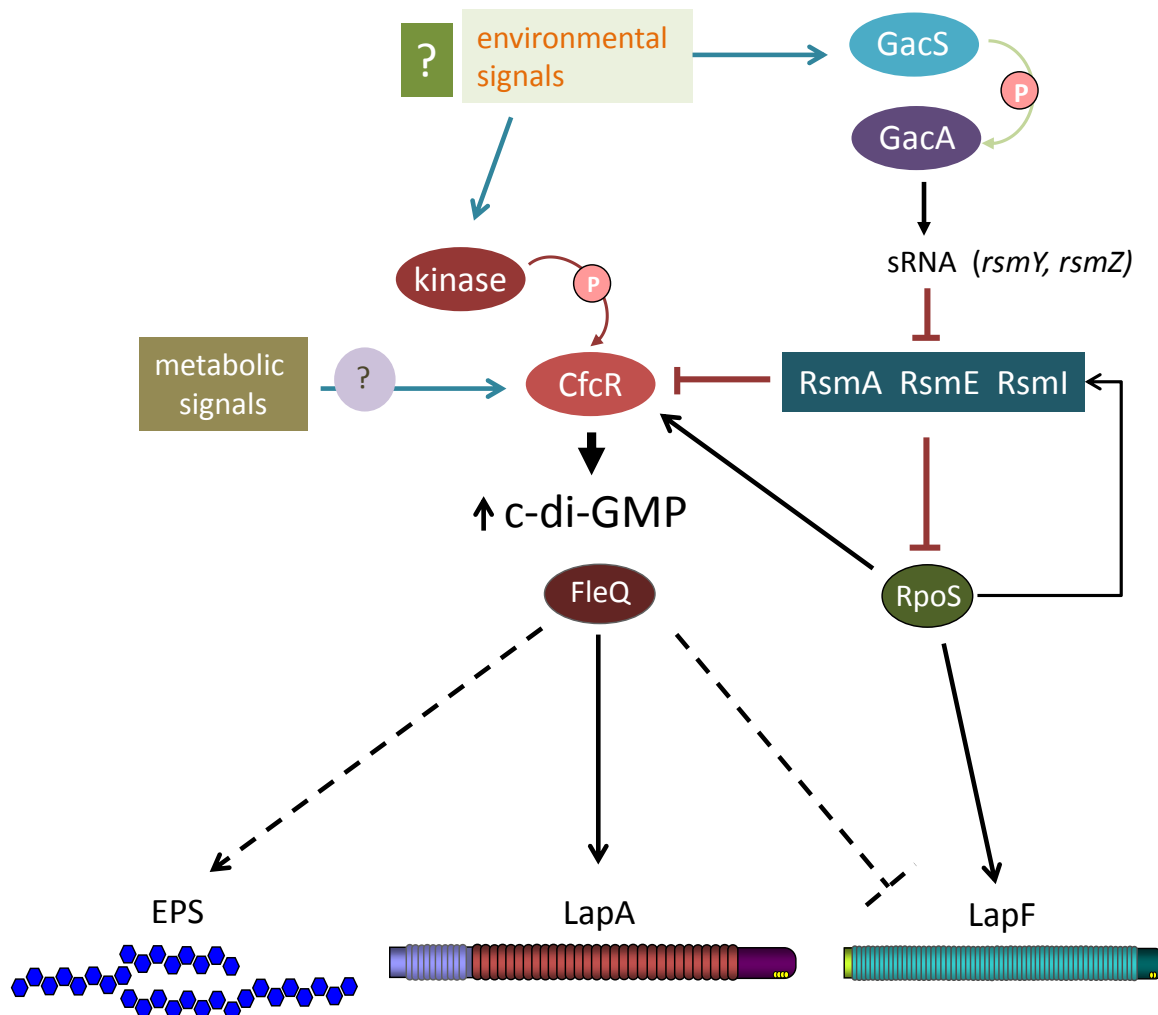 ?
environmental
signals
GacS
P
GacA
sRNA (rsmY, rsmZ)
kinase
P
metabolic
signals
?
CfcR
RsmA RsmE RsmI
c-di-GMP
FleQ
RpoS
EPS
LapA
LapF